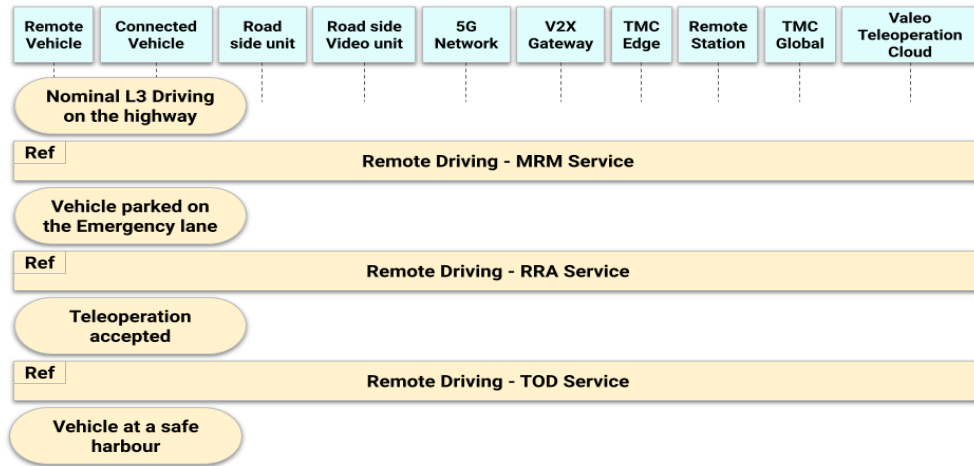 Remote
Vehicle
Connected
Vehicle
Road
side unit
Road side
Video unit
5G
Network
V2X
Gateway
TMC
Edge
Remote
Station
TMC
Global
Valeo
Teleoperation
Cloud
Nominal L3 Driving
on the highway
Ref
Remote Driving - MRM Service
Vehicle parked on
the Emergency lane
Ref
Remote Driving - RRA Service
Teleoperation
accepted
Ref
Remote Driving - TOD Service
Vehicle at a safe
harbour